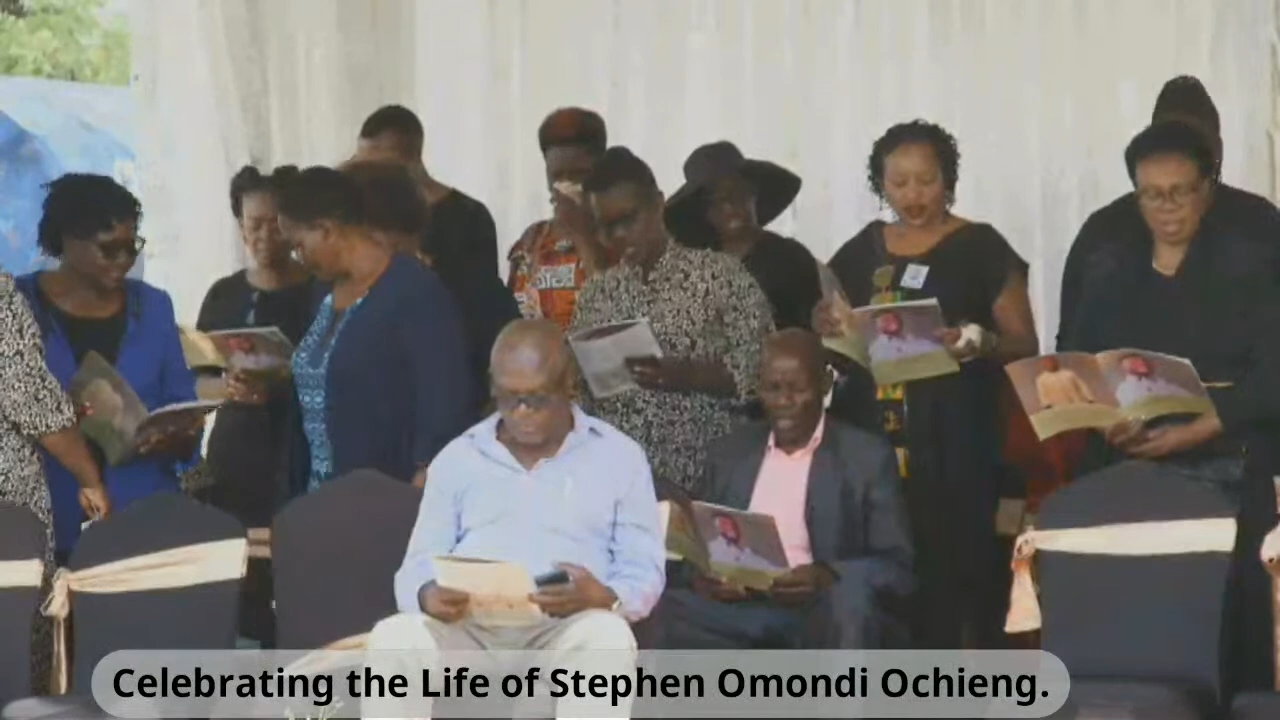 Celebrating the Life of Stephen Omondi Ochieng.